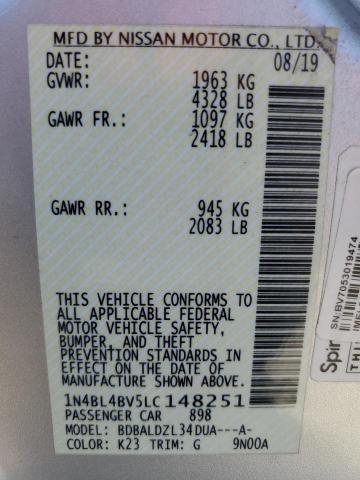 MFD BY NISSAN MOTOR CO., LTD.
DATE: 08/19
GVWR: 1963 KG
4328 LB
GAWR FR.: 1097 KG
2418 LB
GAWR RR.: 945 KG
2083 LB
THIS VEHICLE CONFORMS TO
ALL APPLICABLE FEDERAL
MOTOR VEHICLE SAFETY,
BUMPER, AND THEFT
PREVENTION STANDARDS
IN EFFECT ON THE DATE OF
MANUFACTURE SHOWN ABOVE.
1N4BL4BV5LC148251
PASSENGER CAR 898
MODEL: BDBALDZL34DUA---A-
COLOR: K23 TRIM: G 9N00A
SN:BV7053019474
Spir